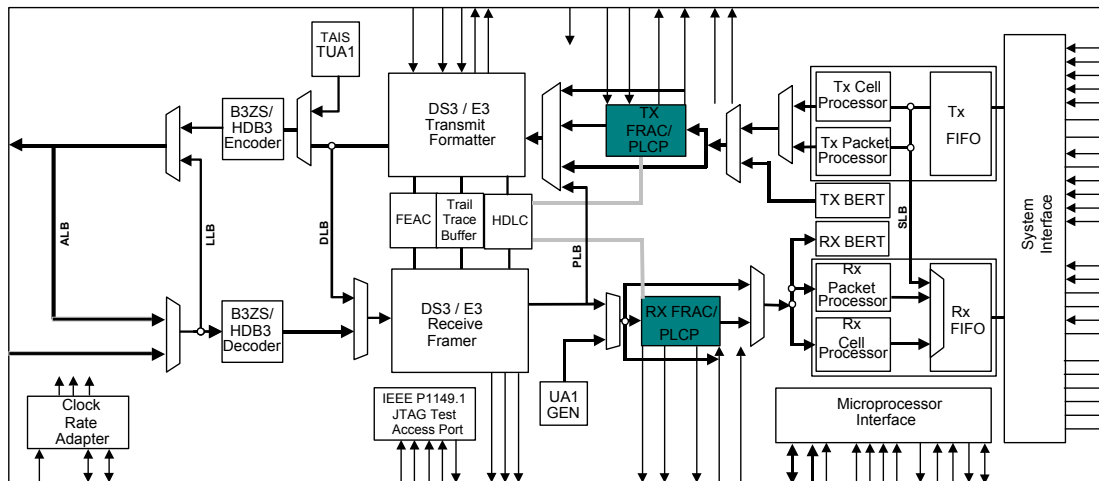 TAIS
TUA1
B3ZS/
HDB3
Encoder
DS3 / E3
Transmit
Formatter
TX
FRAC/
PLCP
Tx Cell
Processor
Tx Packet
Processor
Tx
FIFO
TX BERT
RX BERT
System
Interface
ALB
LLB
DLB
PLB
SLB
FEAC
Trail
Trace
Buffer
HDLC
B3ZS/
HDB3
Decoder
DS3 / E3
Receive
Framer
RX FRAC/
PLCP
Rx
Packet
Processor
Rx
Cell
Processor
Rx
FIFO
UA1
GEN
Clock
Rate
Adapter
IEEE P1149.1
JTAG Test
Access Port
Microprocessor
Interface